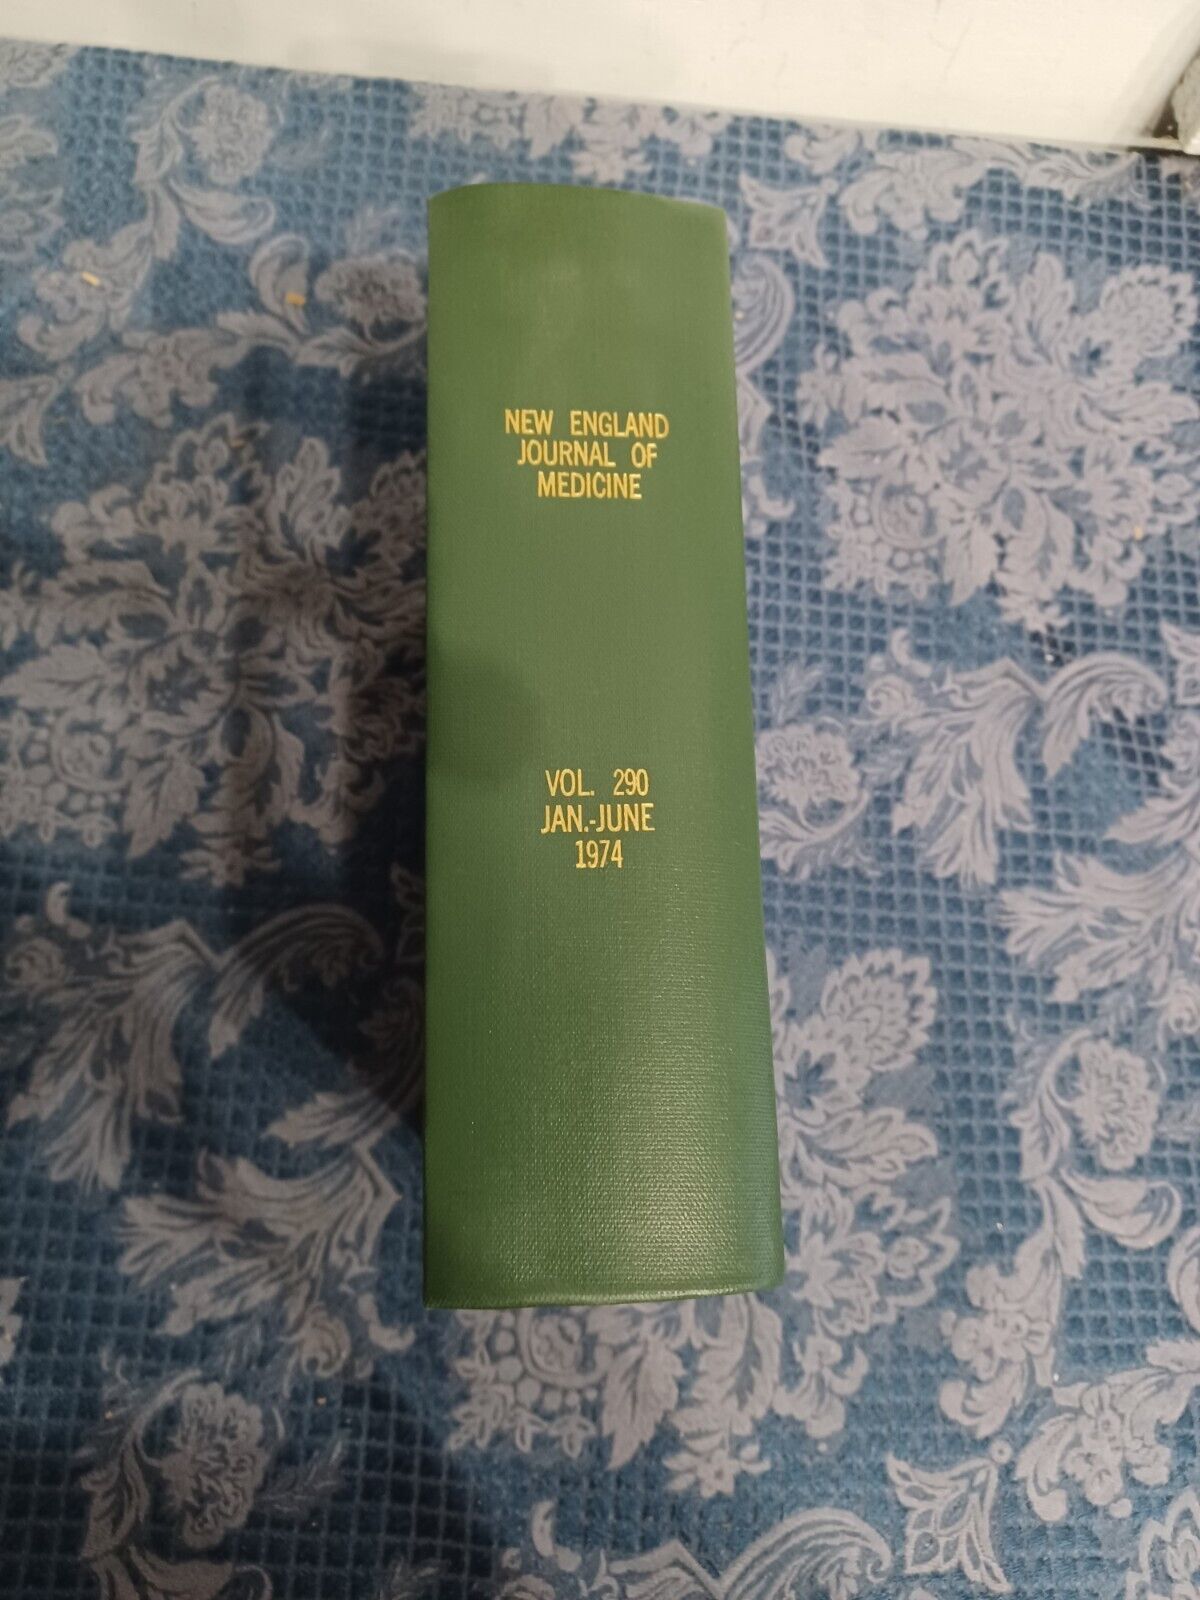 NEW ENGLAND
JOURNAL OF
MEDICINE
VOL. 290
JAN.-JUNE
1974